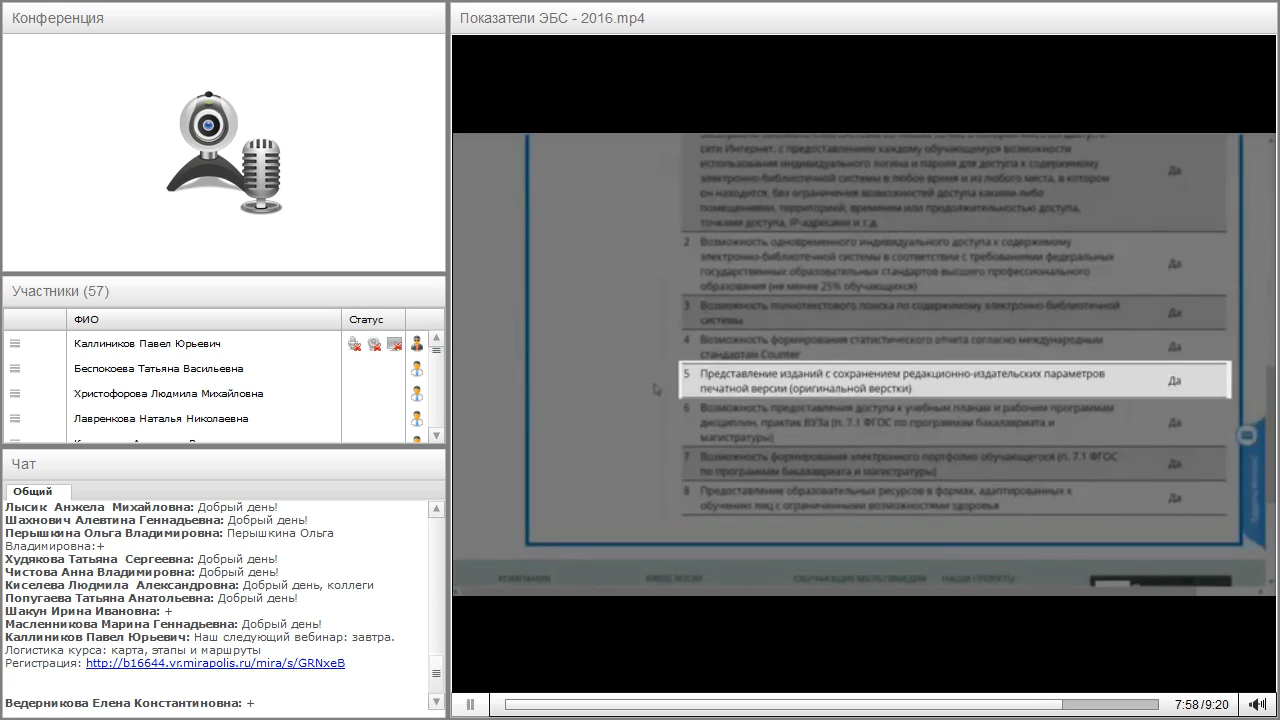 Конференция
Показатели ЭБС - 2016.mp4
Участники (57)
ФИО
Статус
Каллиников Павел Юрьевич
Беспокоева Татьяна Васильевна
Христофорова Людмила Михайловна
Лавренкова Наталья Николаевна
Чат
Общий
Лысик Анжела Михайловна: Добрый день!
Шахнович Алевтина Геннадьевна: Добрый день!
Перышкина Ольга Владимировна: Перышкина Ольга
Владимировна:+
Худякова Татьяна Сергеевна: Добрый день!
Чистова Анна Владимировна: Добрый день!
Киселева Людмила Александровна: Добрый день, коллеги
Попугаева Татьяна Анатольевна: Добрый день!
Шакун Ирина Ивановна: +
Масленникова Марина Геннадьевна: Добрый день!
Каллиников Павел Юрьевич: Наш следующий вебинар: завтра.
Логистика курса: карта, этапы и маршруты
Регистрация: http://b16644.vr.mirapolis.ru/mira/s/GRNxeB
Ведерникова Елена Константиновна: +
сети Интернет, с предоставлением каждому обучающемуся возможности
использования индивидуального логина и пароля для доступа к содержимому
электронно-библиотечной системы в любое время и из любого места, в котором
он находится, без ограничения возможностей доступа какими-либо
помещениями, территорией, временем или продолжительностью доступа,
точками доступа, IP-адресами и т.д.
Да
2 Возможность одновременного индивидуального доступа к содержимому
электронно-библиотечной системы в соответствии с требованиями федеральных
государственных образовательных стандартов высшего профессионального
образования (не менее 25% обучающихся)
Да
3 Возможность полнотекстового поиска по содержимому электронно-библиотечной
системы
Да
4 Возможность формирования статистического отчета согласно международным
стандартам Counter
Да
5 Представление изданий с сохранением редакционно-издательских параметров
печатной версии (оригинальной верстки)
Да
6 Возможность предоставления доступа к учебным планам и рабочим программам
дисциплин, практик ВУЗа (п. 7.1 ФГОС по программам бакалавриата и
магистратуры)
Да
7 Возможность формирования электронного портфолио обучающегося (п. 7.1 ФГОС
по программам бакалавриата и магистратуры)
Да
8 Предоставление образовательных ресурсов в формах, адаптированных к
обучению лиц с ограниченными возможностями здоровья
Да
КОМПАНИЯ
PRESS ROOM
ОБУЧАЮЩИЕ МУЛЬТИМЕДИА
НАШИ ПРОЕКТЫ
7:58/9:20